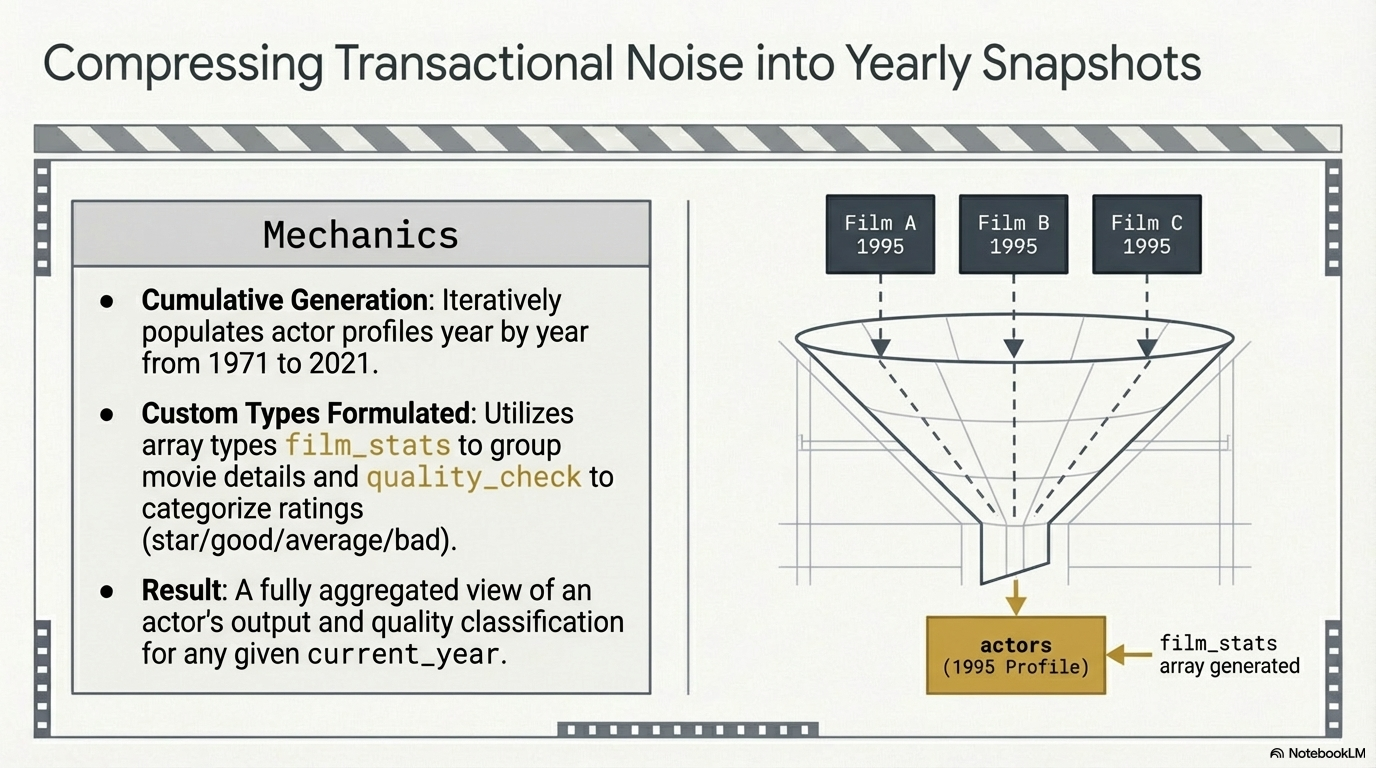 Compressing Transactional Noise into Yearly Snapshots
Mechanics
● Cumulative Generation: Iteratively
populates actor profiles year by year
from 1971 to 2021.
● Custom Types Formulated: Utilizes
array types film_stats to group
movie details and quality_check to
categorize ratings
(star/good/average/bad).
● Result: A fully aggregated view of an
actor's output and quality classification
for any given current_year.
Film A
1995
Film B
1995
Film C
1995
actors
(1995 Profile)
film_stats
array generated
NotebookLM